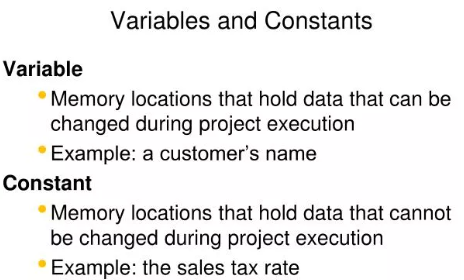 Variables and Constants
Variable
• Memory locations that hold data that can be
changed during project execution
• Example: a customer's name
Constant
• Memory locations that hold data that cannot
be changed during project execution
• Example: the sales tax rate